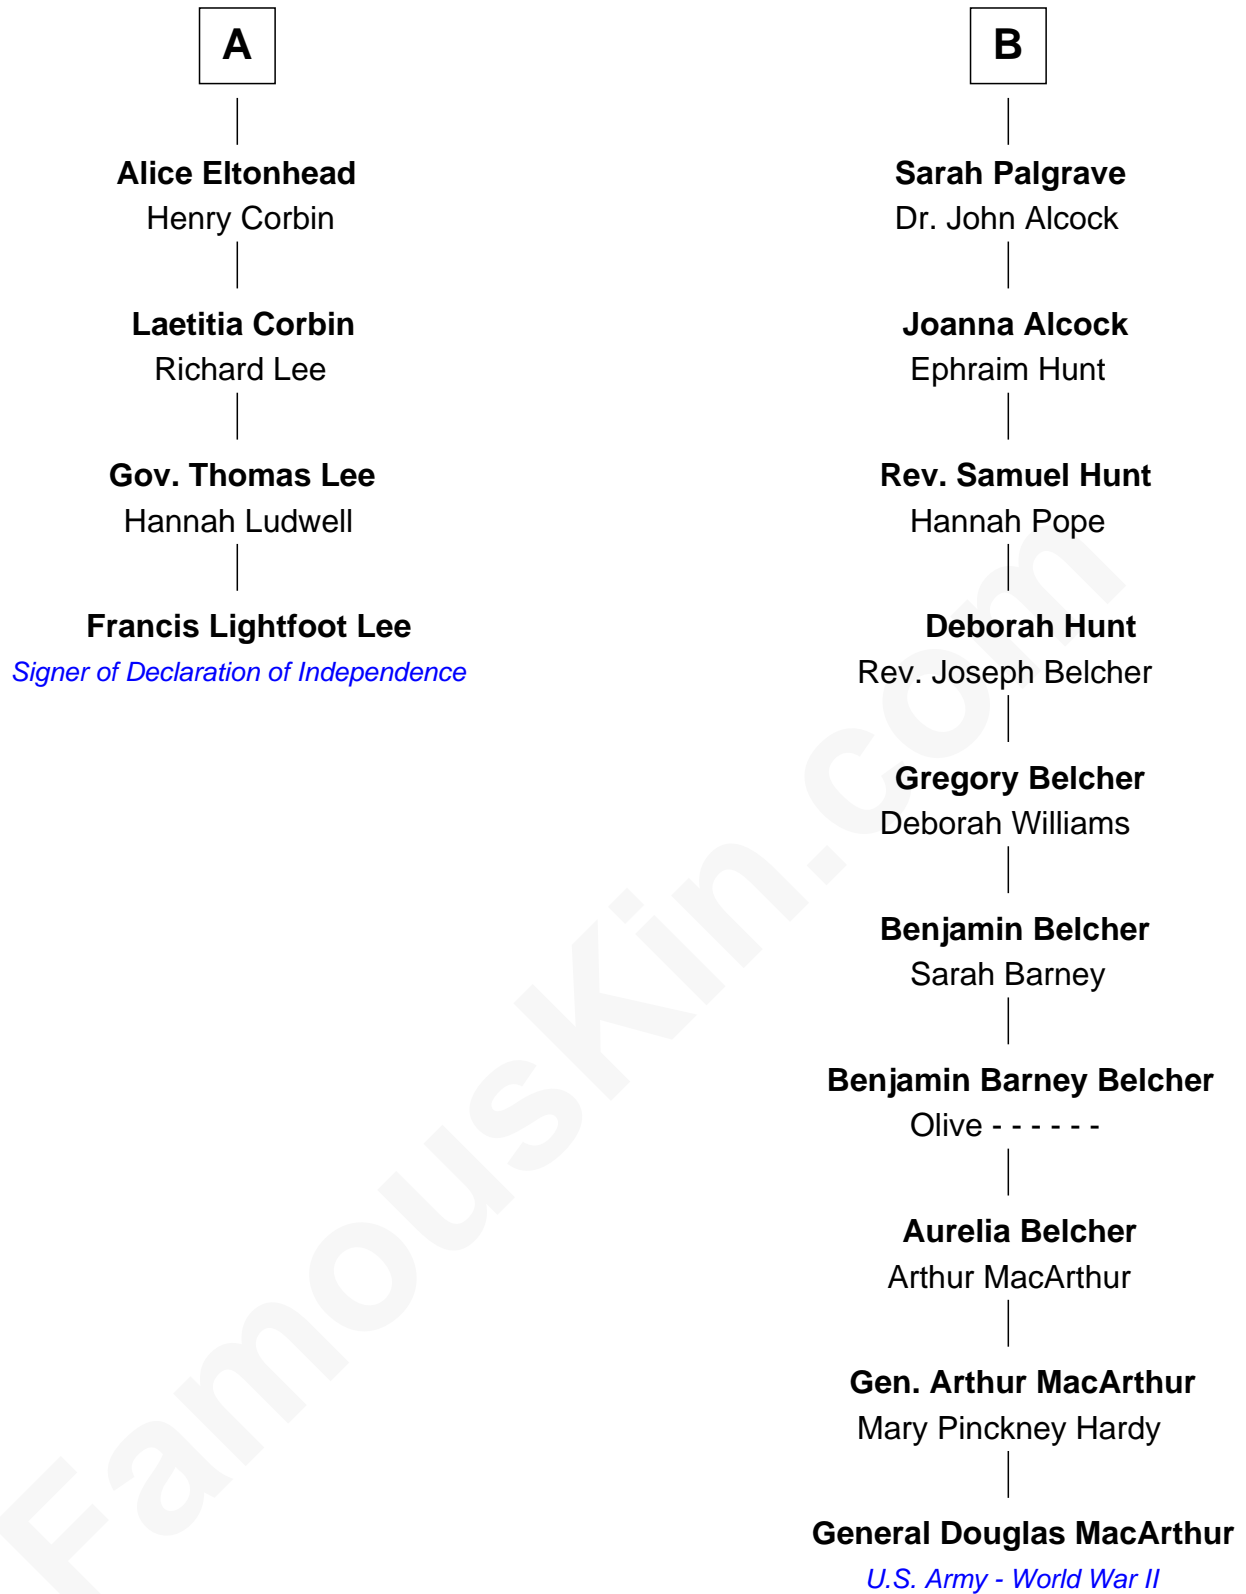 A
Alice Eltonhead
Henry Corbin
Laetitia Corbin
Richard Lee
Gov. Thomas Lee
Hannah Ludwell
Francis Lightfoot Lee
Signer of Declaration of Independence
B
Sarah Palgrave
Dr. John Alcock
Joanna Alcock
Ephraim Hunt
Rev. Samuel Hunt
Hannah Pope
Deborah Hunt
Rev. Joseph Belcher
Gregory Belcher
Deborah Williams
Benjamin Belcher
Sarah Barney
Benjamin Barney Belcher
Olive - - - - - -
Aurelia Belcher
Arthur MacArthur
Gen. Arthur MacArthur
Mary Pinckney Hardy
General Douglas MacArthur
U.S. Army - World War II
FamousKin.com